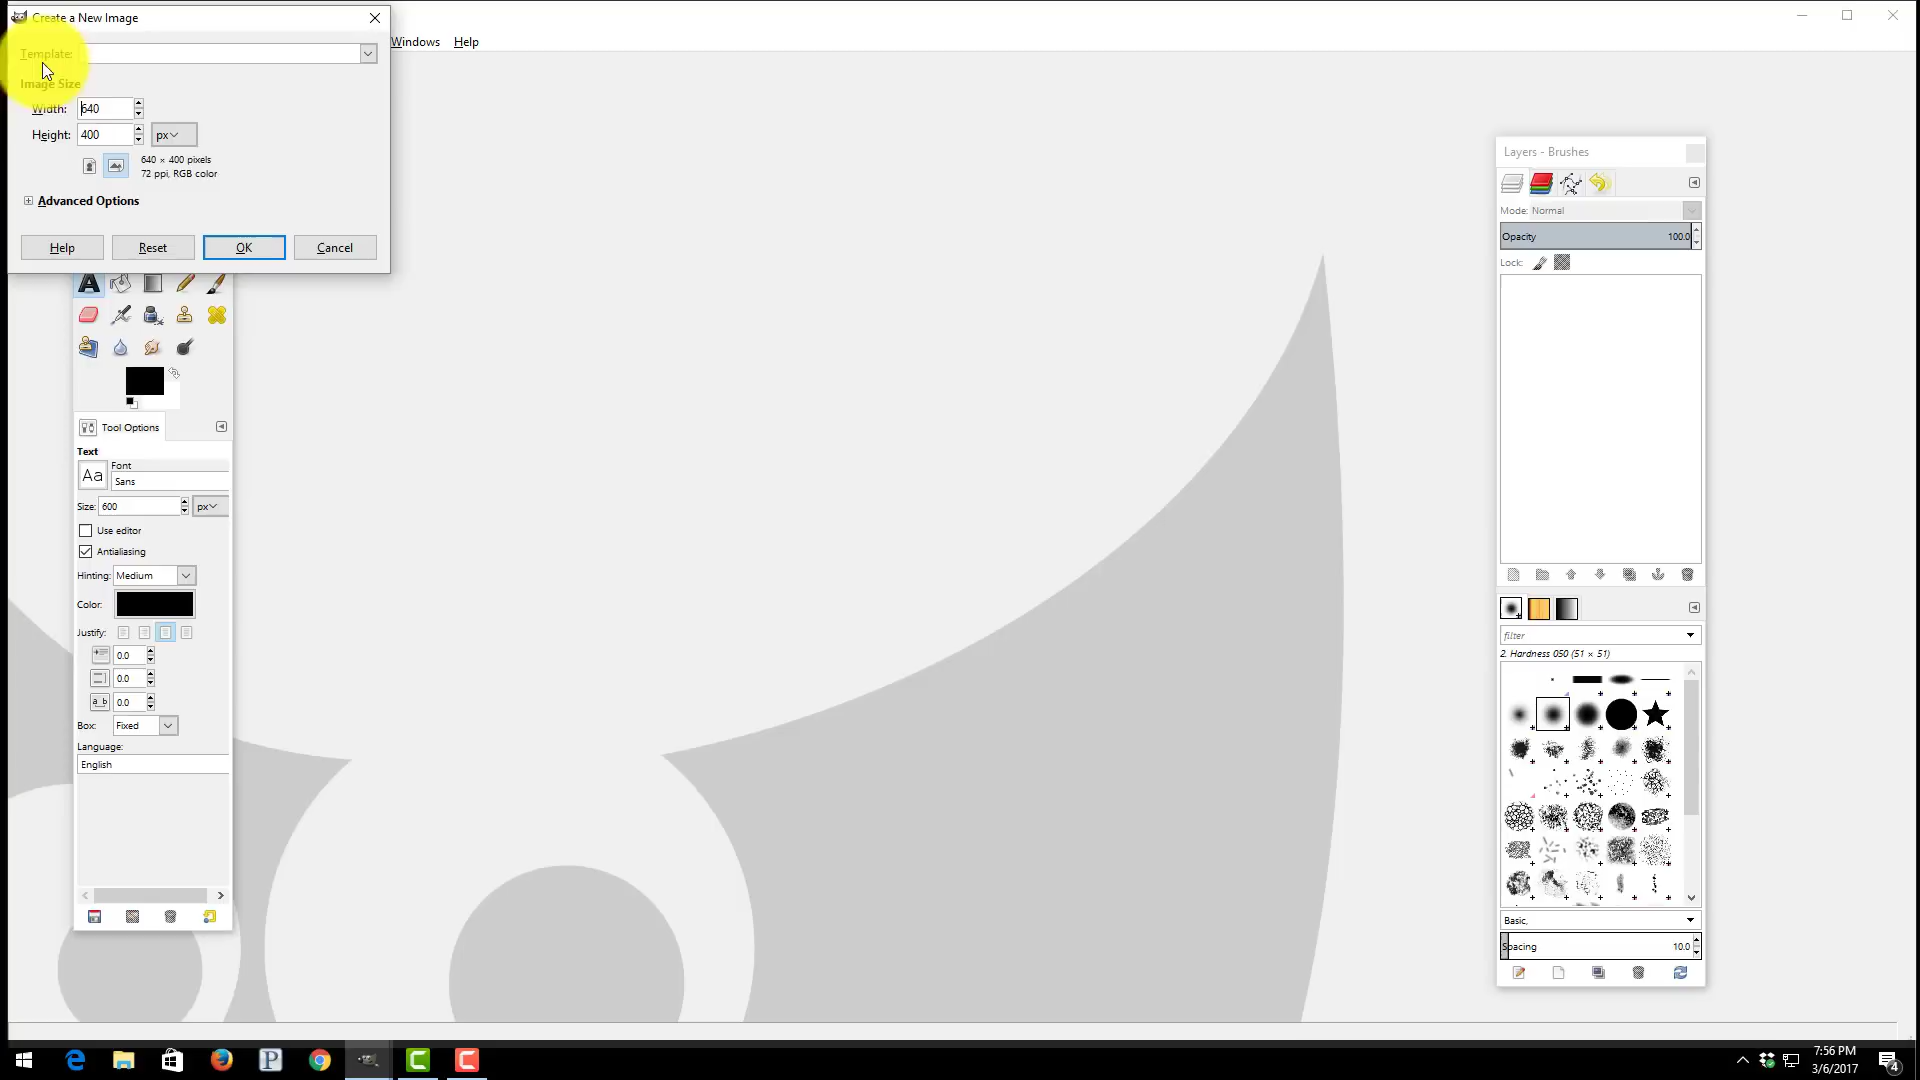 Create a New Image
Windows Help
Template:
Image Size
Width: 640
Height: 400 px
640 × 400 pixels
72 ppi, RGB color
Advanced Options
Help Reset OK Cancel
Tool Options
Text
Font
Aa Sans
Size: 600 px
Use editor
Antialiasing
Hinting: Medium
Color:
Justify:
0.0
0.0
a b 0.0
Box: Fixed
Language:
English
Layers - Brushes
Mode: Normal
Opacity 100.0
Lock:
filter
2. Hardness 050 (51 × 51)
Basic,
Spacing 10.0
7:56 PM
3/6/2017
4